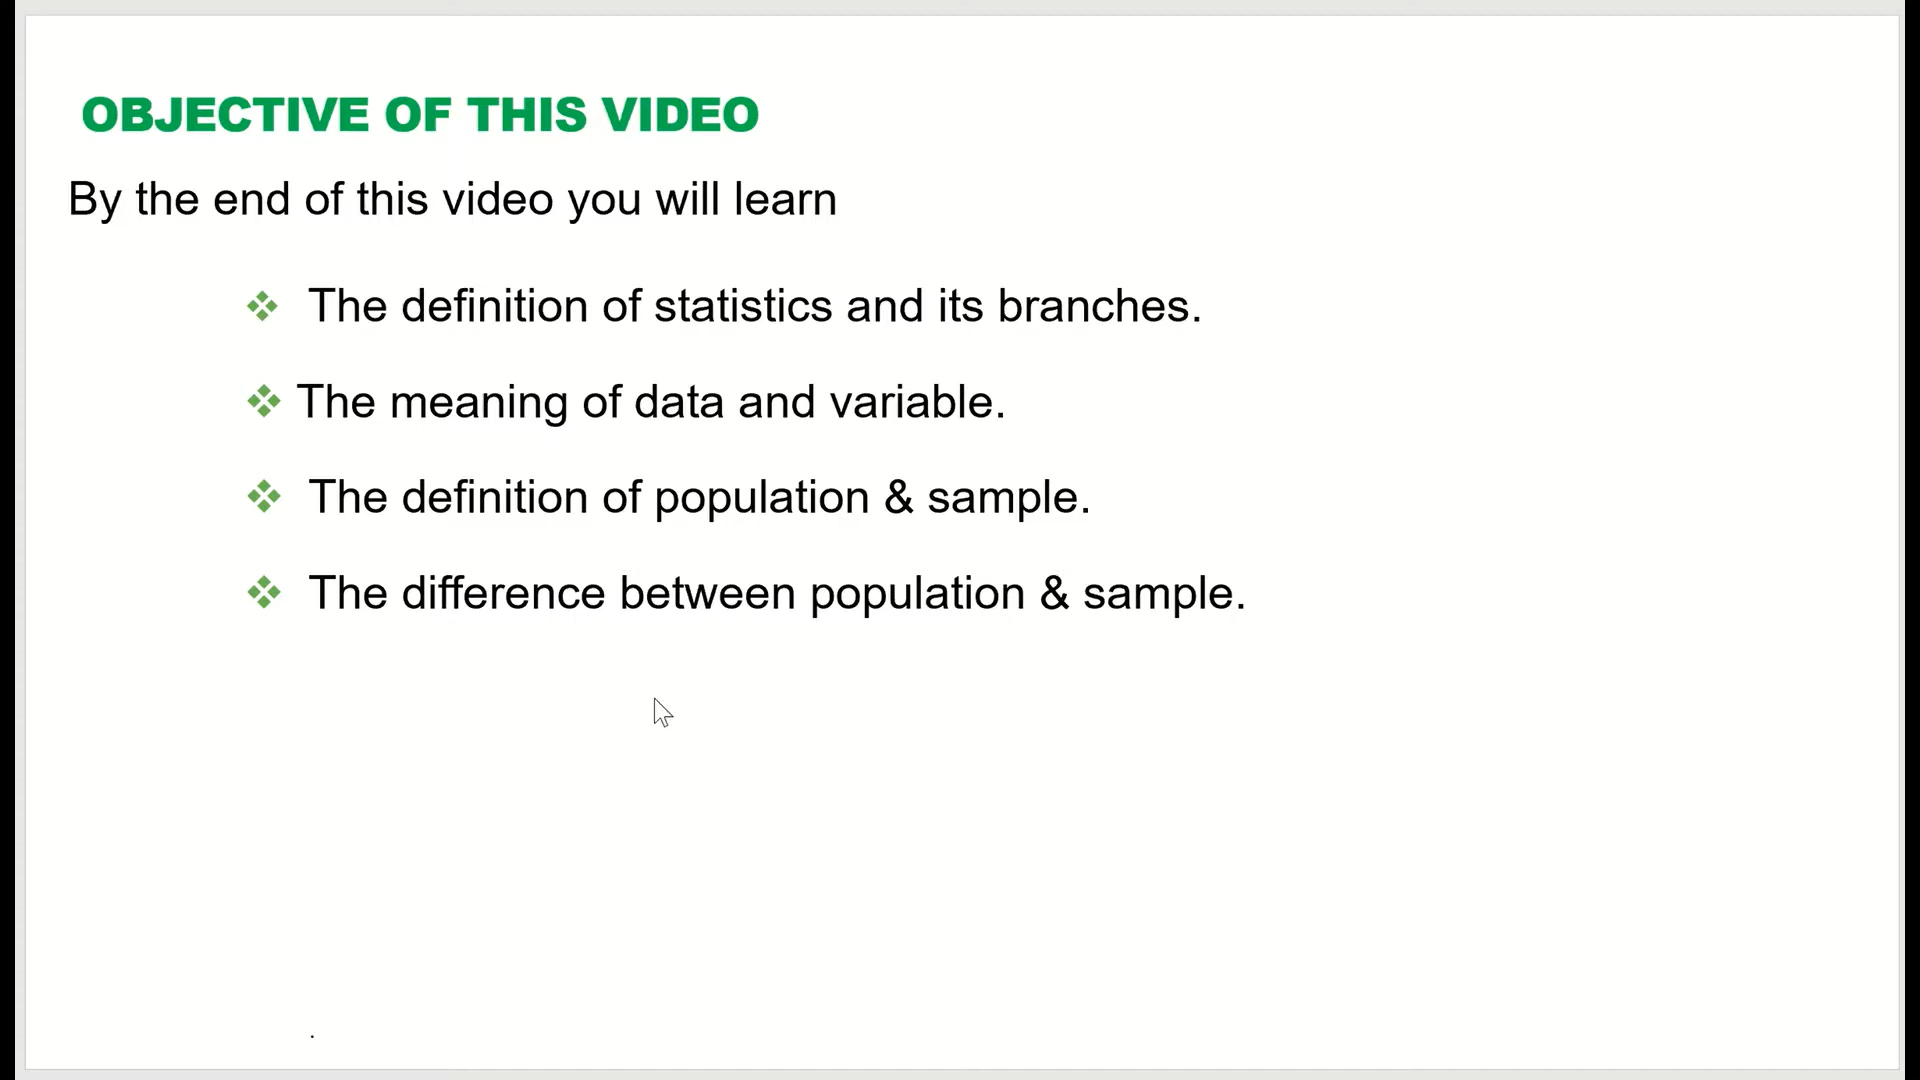 OBJECTIVE OF THIS VIDEO
By the end of this video you will learn
❖ The definition of statistics and its branches.
❖ The meaning of data and variable.
❖ The definition of population & sample.
❖ The difference between population & sample.
.